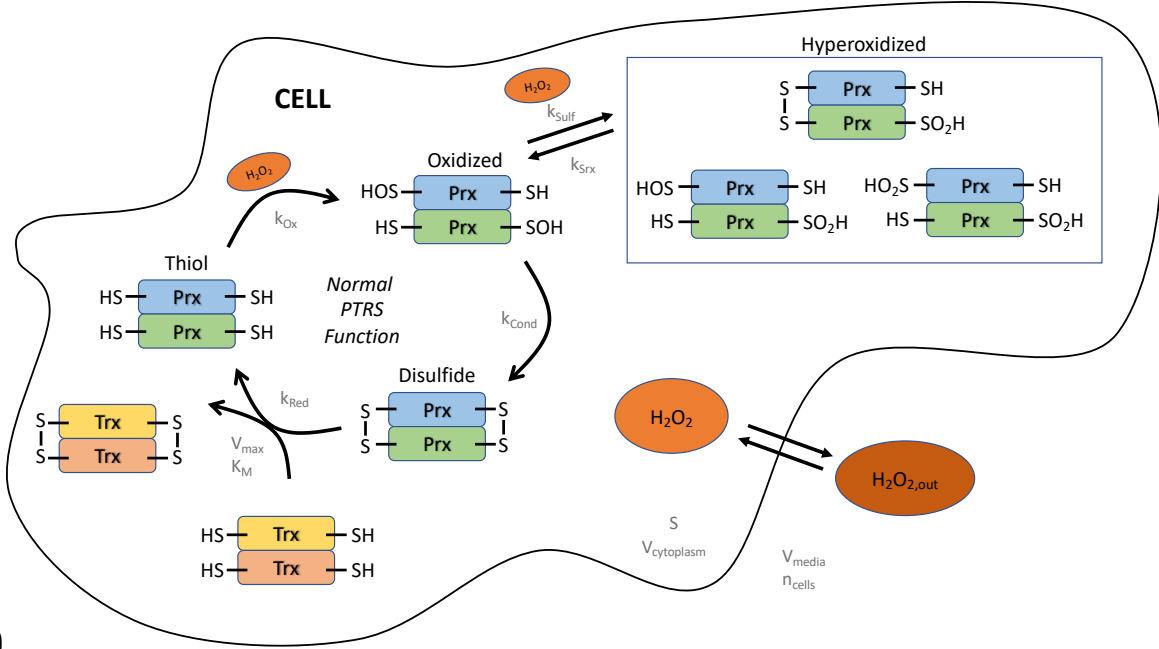 Hyperoxidized
S Prx SH
S Prx SO2H
HOS Prx SH
HS Prx SO2H
HO2S Prx SH
HS Prx SO2H
CELL
H2O2
kSulf
kSrx
Oxidized
HOS Prx SH
HS Prx SOH
H2O2
kOx
Thiol
HS Prx SH
HS Prx SH
Normal
PTRS
Function
kCond
Disulfide
S Prx S
S Prx S
kRed
Vmax
KM
S Trx S
S Trx S
HS Trx SH
HS Trx SH
H2O2
H2O2,out
S
Vcytoplasm
Vmedia
ncells